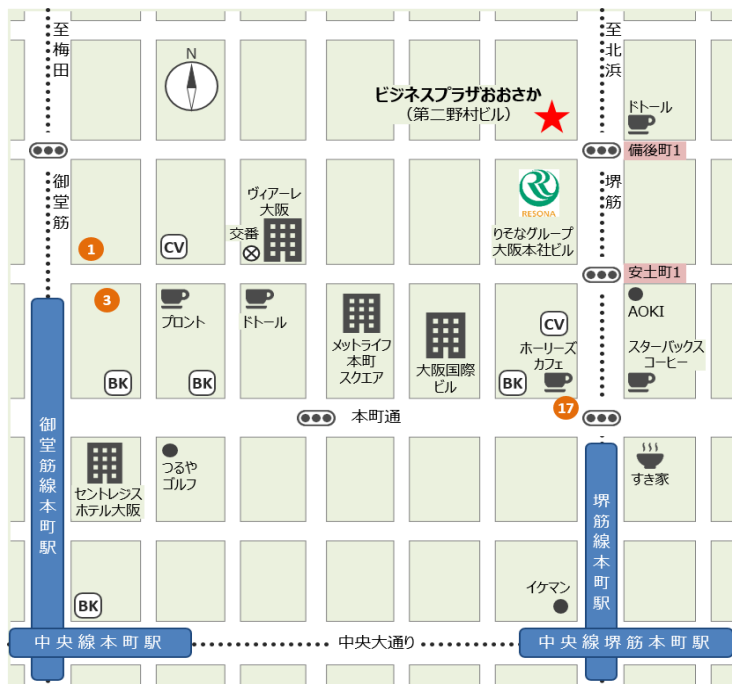 至梅田
N
至北浜
ビジネスプラザおおさか
（第二野村ビル）
ドトール
備後町1
御堂筋
堺筋
ヴィアーレ
大阪
交番
1
CV
RESONA
りそなグループ
大阪本社ビル
安土町1
3
プロント
ドトール
メットライフ
本町
スクエア
大阪国際
ビル
CV
ホーリーズ
カフェ
AOKI
スターバックス
コーヒー
BK
BK
BK
17
本町通
御堂筋線本町駅
セントレジス
ホテル大阪
つるや
ゴルフ
堺筋線本町駅
すき家
BK
イケマン
中央線本町駅
中央大通り
中央線堺筋本町駅